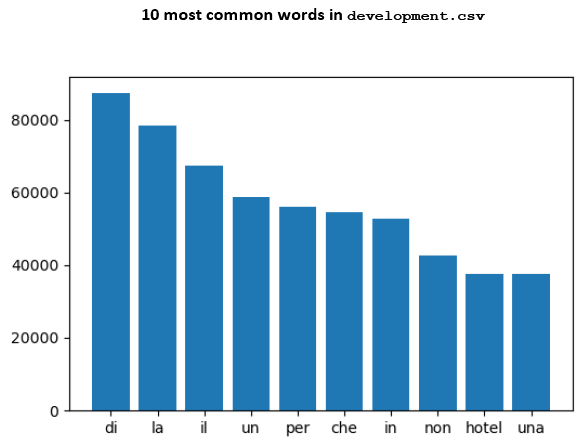 10 most common words in development.csv
80000
60000
40000
20000
0
di la il un per che in non hotel una